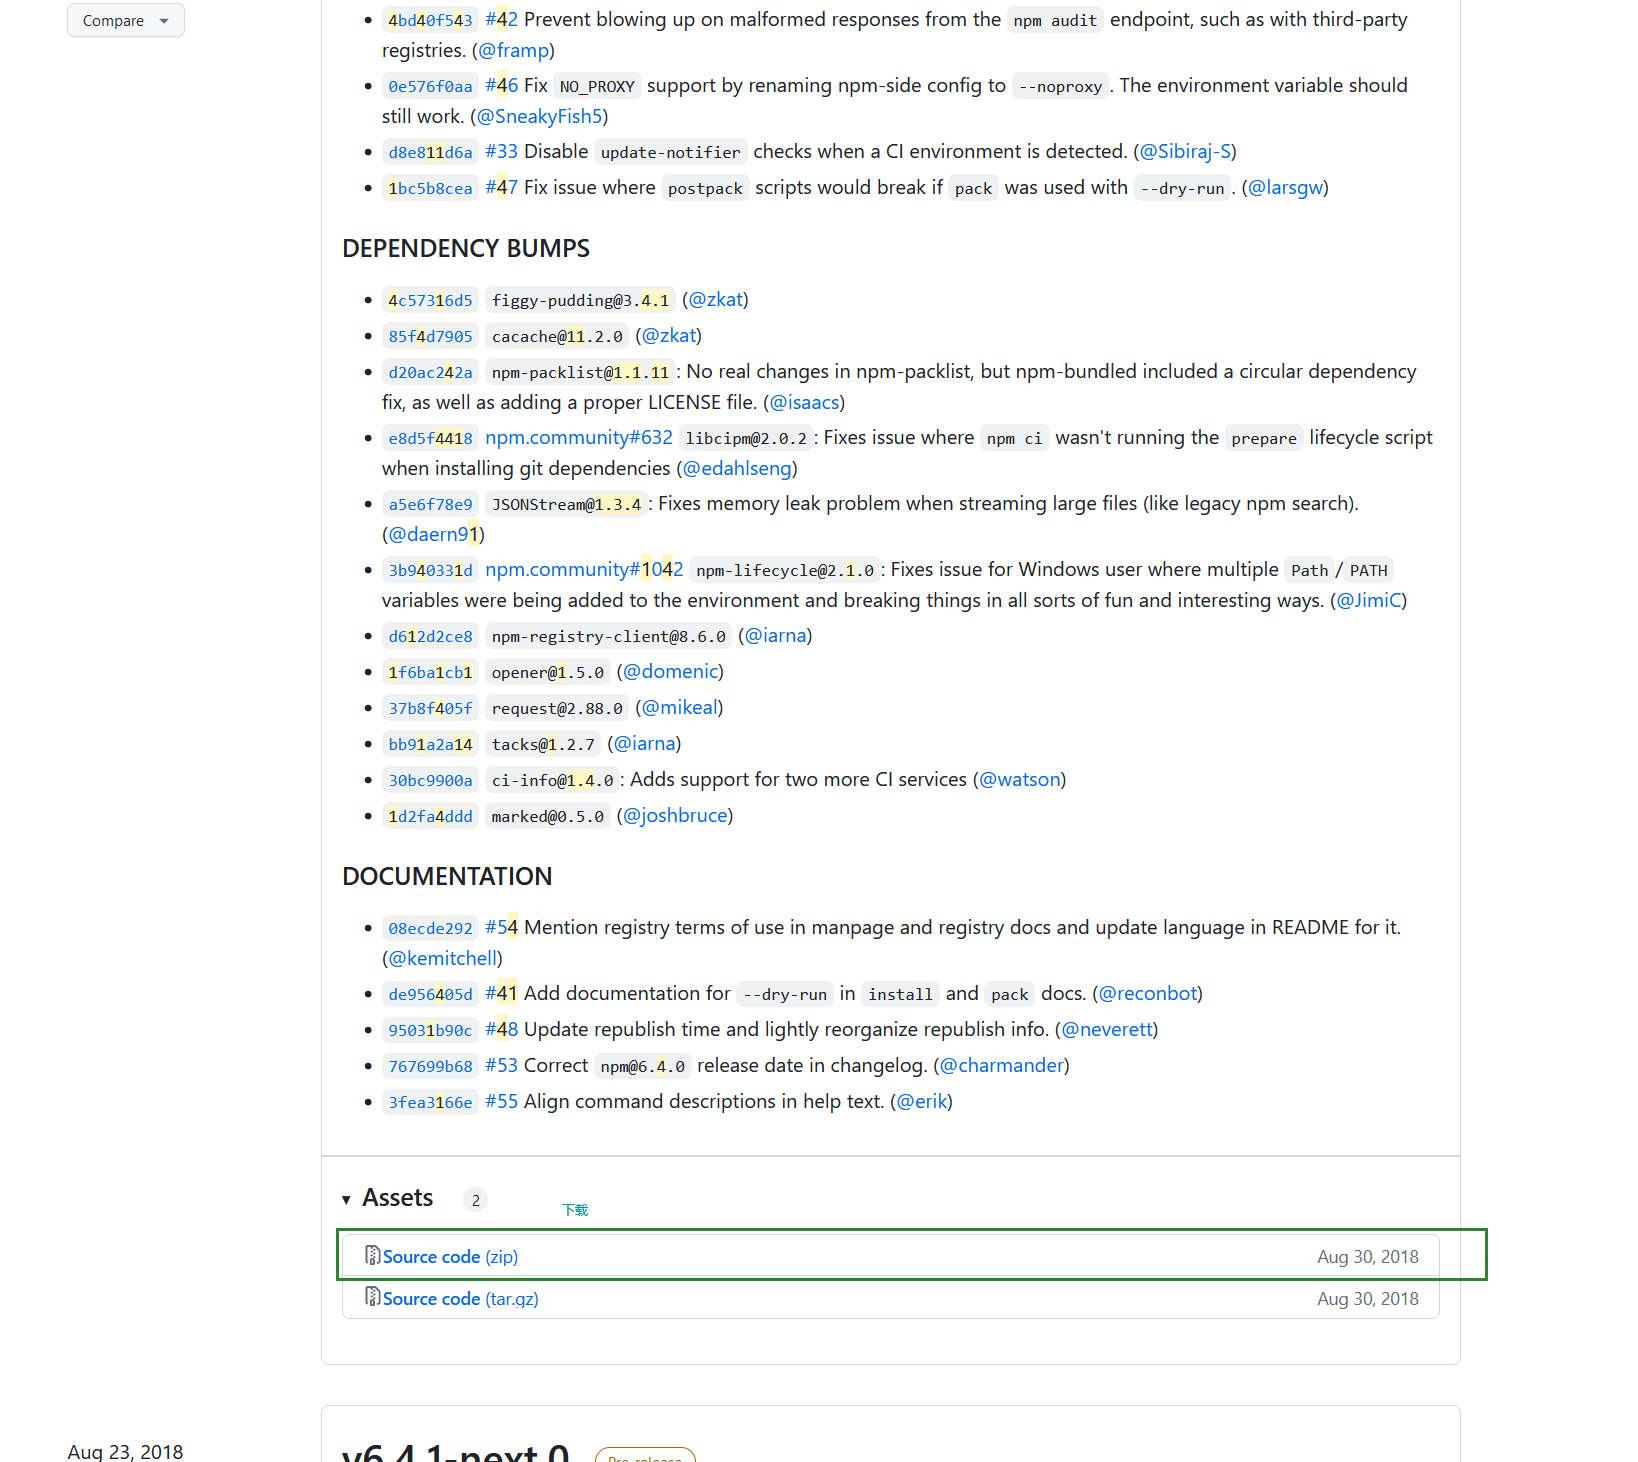 Compare
4bd40f543 #42 Prevent blowing up on malformed responses from the npm audit endpoint, such as with third-party
registries. (@framp)
0e576f0aa #46 Fix NO_PROXY support by renaming npm-side config to --noproxy. The environment variable should
still work. (@SneakyFish5)
d8e811d6a #33 Disable update-notifier checks when a CI environment is detected. (@Sibiraj-S)
1bc5b8cea #47 Fix issue where postpack scripts would break if pack was used with --dry-run. (@larsgw)
DEPENDENCY BUMPS
4c57316d5 figgy-pudding@3.4.1 (@zkat)
85f4d7905 cacache@11.2.0 (@zkat)
d20ac242a npm-packlist@1.1.11: No real changes in npm-packlist, but npm-bundled included a circular dependency
fix, as well as adding a proper LICENSE file. (@isaacs)
e8d5f4418 npm.community#632 libcipm@2.0.2: Fixes issue where npm ci wasn't running the prepare lifecycle script
when installing git dependencies (@edahlseng)
a5e6f78e9 JSONStream@1.3.4: Fixes memory leak problem when streaming large files (like legacy npm search).
(@daern91)
3b940331d npm.community#1042 npm-lifecycle@2.1.0: Fixes issue for Windows user where multiple Path/PATH
variables were being added to the environment and breaking things in all sorts of fun and interesting ways. (@JimiC)
d612d2ce8 npm-registry-client@8.6.0 (@iarna)
1f6ba1cb1 opener@1.5.0 (@domenic)
37b8f405f request@2.88.0 (@mikeal)
bb91a2a14 tacks@1.2.7 (@iarna)
30bc9900a ci-info@1.4.0: Adds support for two more CI services (@watson)
1d2fa4ddd marked@0.5.0 (@joshbruce)
DOCUMENTATION
08ecde292 #54 Mention registry terms of use in manpage and registry docs and update language in README for it.
(@kemitchell)
de956405d #41 Add documentation for --dry-run in install and pack docs. (@reconbot)
95031b90c #48 Update republish time and lightly reorganize republish info. (@neverett)
767699b68 #53 Correct npm@6.4.0 release date in changelog. (@charmander)
3fea3166e #55 Align command descriptions in help text. (@erik)
Assets 2
下载
Source code (zip) Aug 30, 2018
Source code (tar.gz) Aug 30, 2018
Aug 23, 2018
v6.4.1-next.0 Pre-release